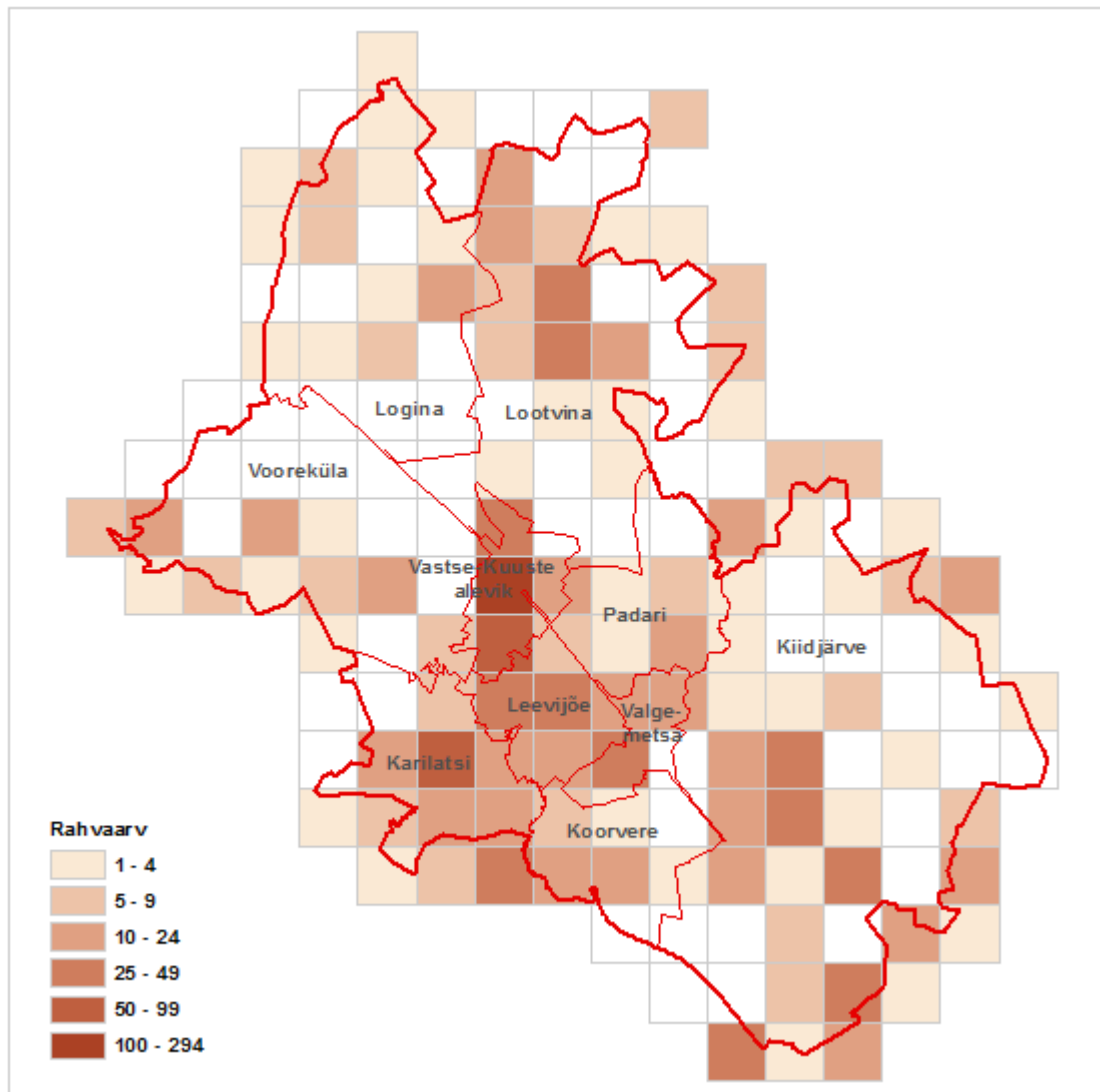 Logina
Lootvina
Vooreküla
Vastse-Kuuste
alevik
Padari
Kiidjärve
Leevijõe
Valge-
metsa
Karilatsi
Koorvere
Rahvaarv
1 - 4
5 - 9
10 - 24
25 - 49
50 - 99
100 - 294